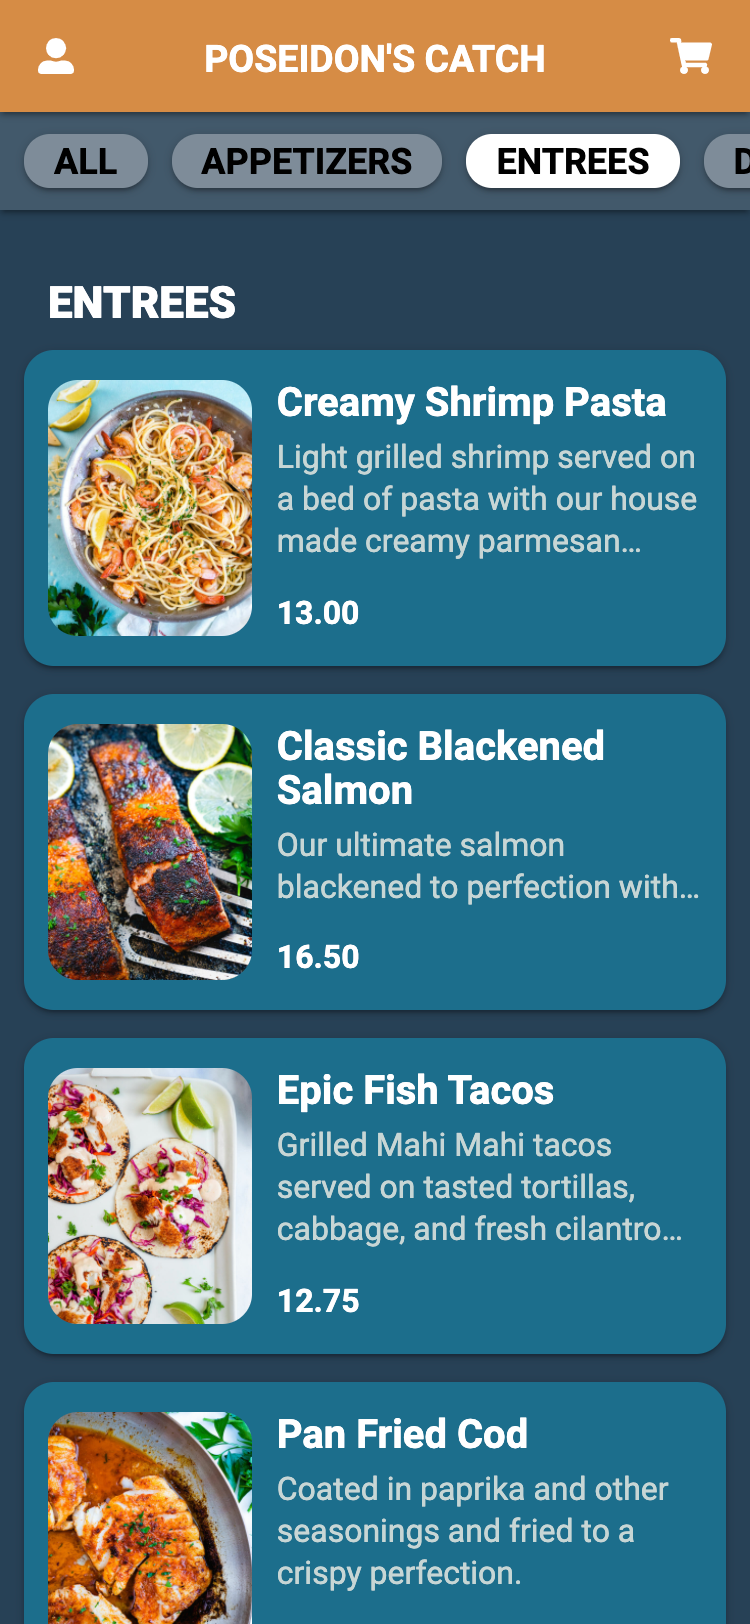 POSEIDON'S CATCH
ALL APPETIZERS ENTREES
ENTREES
Creamy Shrimp Pasta
Light grilled shrimp served on
a bed of pasta with our house
made creamy parmesan...
13.00
Classic Blackened
Salmon
Our ultimate salmon
blackened to perfection with...
16.50
Epic Fish Tacos
Grilled Mahi Mahi tacos
served on tasted tortillas,
cabbage, and fresh cilantro...
12.75
Pan Fried Cod
Coated in paprika and other
seasonings and fried to a
crispy perfection.